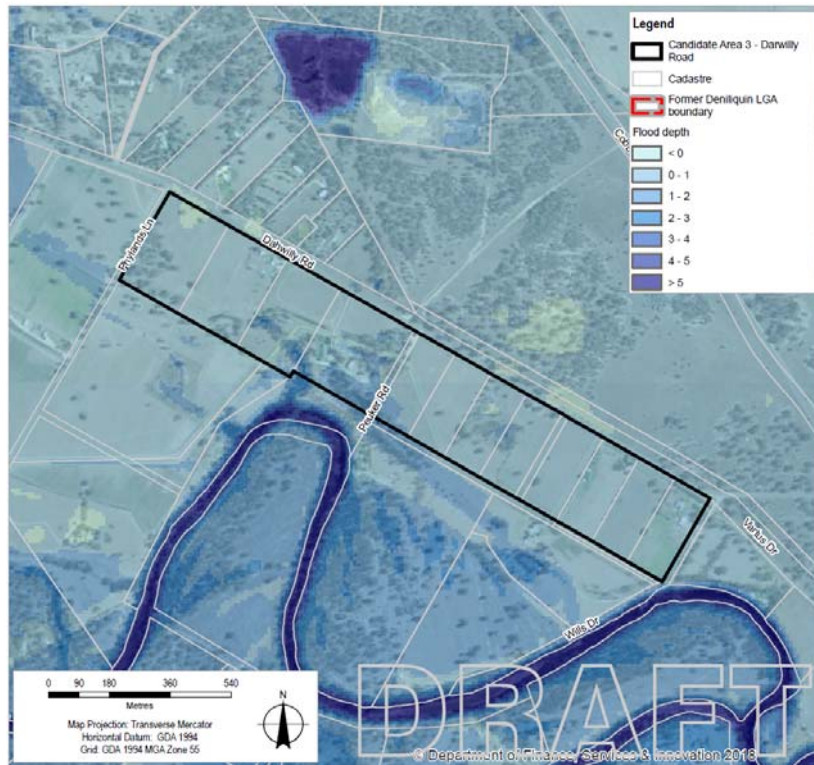 Legend
Candidate Area 3 - Darwilly
Road
Cadastre
Former Deniliquin LGA
boundary
Flood depth
< 0
0 - 1
1 - 2
2 - 3
3 - 4
4 - 5
> 5
Phylands Ln
Dahwilly Rd
Peuker Rd
Varius Dr
Wills Dr
0 90 180 360 540
Metres
Map Projection: Transverse Mercator
Horizontal Datum: GDA 1994
Grid: GDA 1994 MGA Zone 55
N
DRAFT
© Department of Finance, Services & Innovation 2018